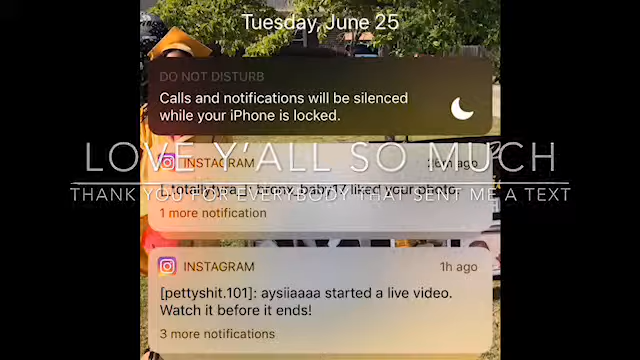 Tuesday, June 25
DO NOT DISTURB
Calls and notifications will be silenced
while your iPhone is locked.
LOVE Y'ALL SO MUCH
INSTAGRAM
ago
THANK YOU FOR EVERYBODY THAT SENT ME A TEXT
liked your photo.
1 more notification
INSTAGRAM 1h ago
[pettyshit.101]: aysiiaaaa started a live video.
Watch it before it ends!
3 more notifications